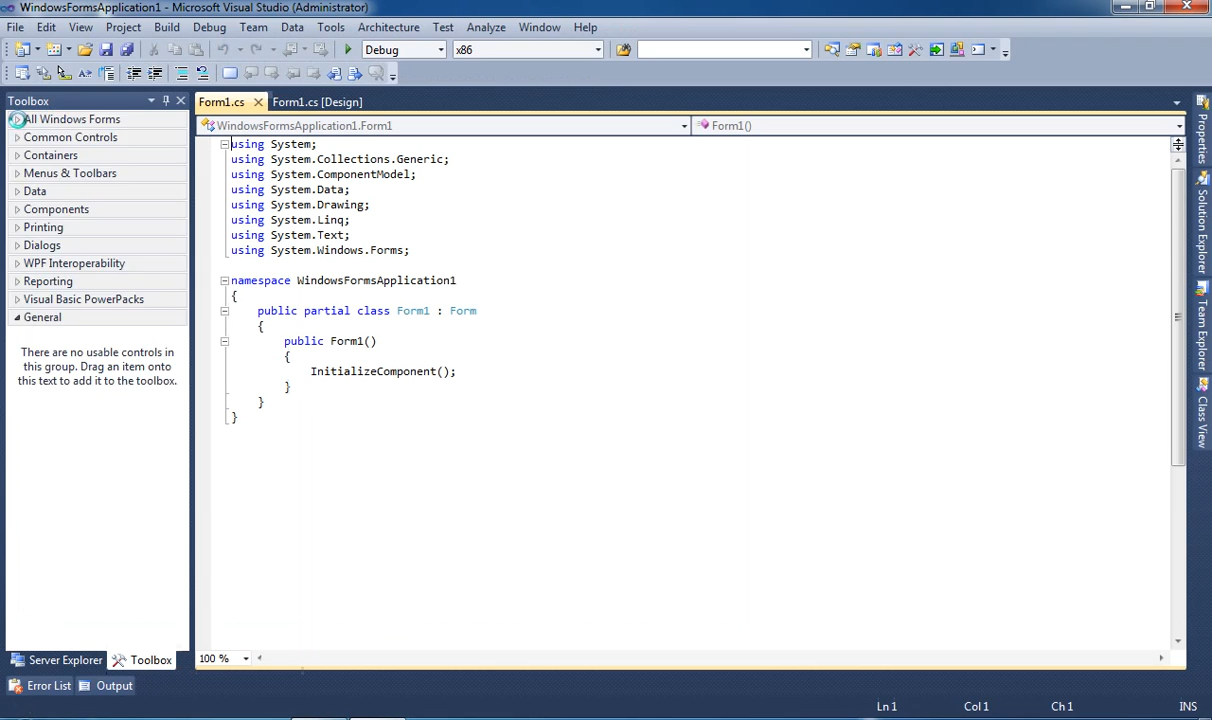 WindowsFormsApplication1 - Microsoft Visual Studio (Administrator)
File Edit View Project Build Debug Team Data Tools Architecture Test Analyze Window Help
Debug x86
Toolbox
Form1.cs Form1.cs [Design]
WindowsFormsApplication1.Form1 Form1()
All Windows Forms
Common Controls
Containers
Menus & Toolbars
Data
Components
Printing
Dialogs
WPF Interoperability
Reporting
Visual Basic PowerPacks
General
There are no usable controls in
this group. Drag an item onto
this text to add it to the toolbox.
using System;
using System.Collections.Generic;
using System.ComponentModel;
using System.Data;
using System.Drawing;
using System.Linq;
using System.Text;
using System.Windows.Forms;
namespace WindowsFormsApplication1
{
public partial class Form1 : Form
{
public Form1()
{
InitializeComponent();
}
}
}
Properties
Solution Explorer
Team Explorer
Class View
100 %
Server Explorer Toolbox
Error List Output
Ln 1 Col 1 Ch 1 INS